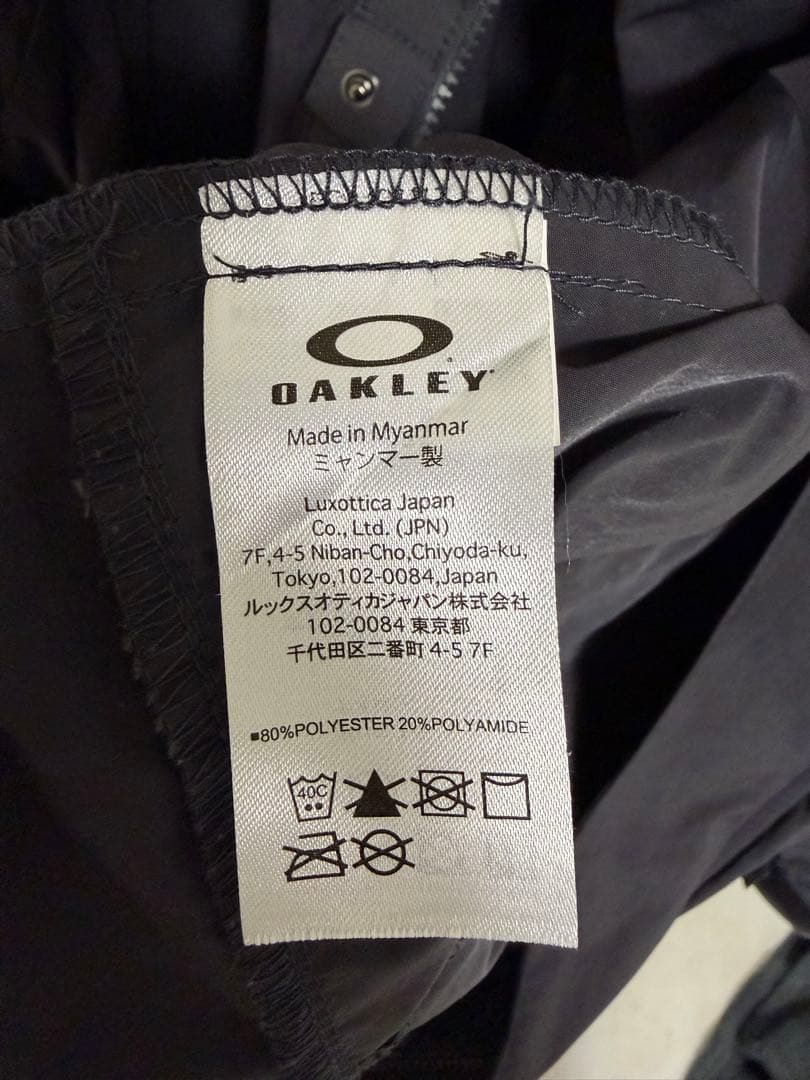 OAKLEY®
Made in Myanmar
ミャンマー製
Luxottica Japan
Co., Ltd. (JPN)
7F,4-5 Niban-Cho,Chiyoda-ku,
Tokyo,102-0084,Japan
ルックスオティカジャパン株式会社
102-0084 東京都
千代田区二番町 4-5 7F
■80%POLYESTER 20%POLYAMIDE
40C